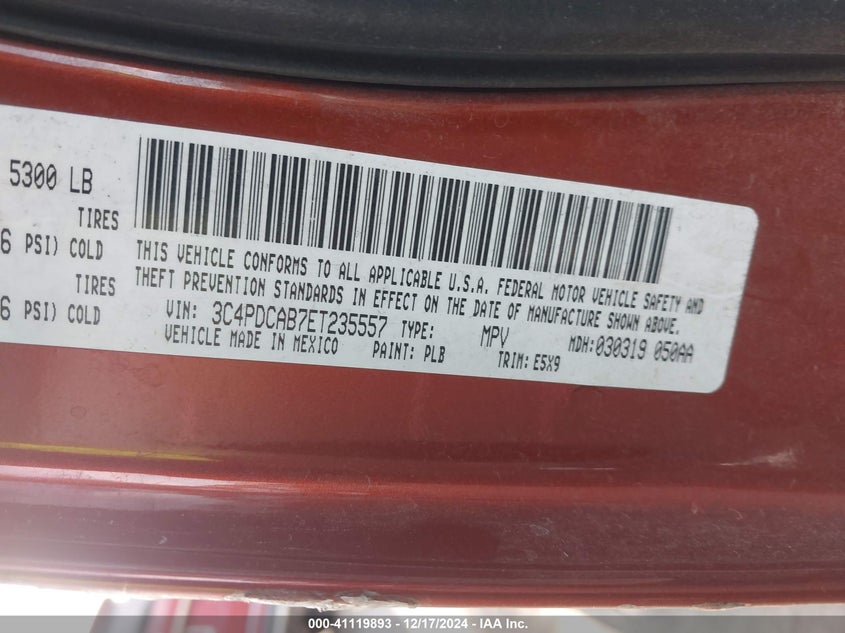 5300 LB
TIRES
6 PSI) COLD
TIRES
6 PSI) COLD
THIS VEHICLE CONFORMS TO ALL APPLICABLE U.S.A. FEDERAL MOTOR VEHICLE SAFETY AND
THEFT PREVENTION STANDARDS IN EFFECT ON THE DATE OF MANUFACTURE SHOWN ABOVE.
VIN: 3C4PDCAB7ET235557 TYPE: MPV MDH:030319 050AA
VEHICLE MADE IN MEXICO PAINT: PLB TRIM: E5X9
000-41119893 - 12/17/2024 - IAA Inc.